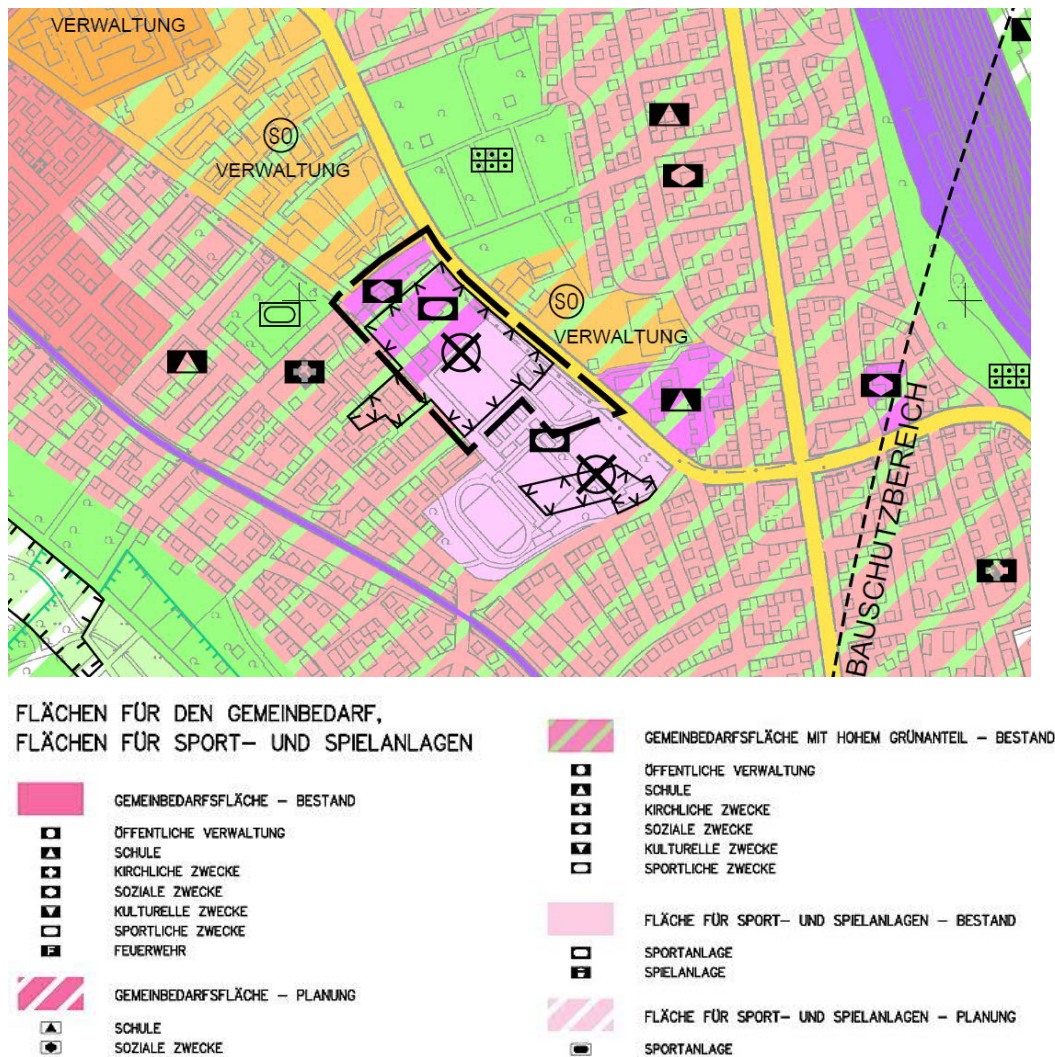 VERWALTUNG
SO
VERWALTUNG
SO
VERWALTUNG
BAUSCHUTZBEREICH
FLÄCHEN FÜR DEN GEMEINBEDARF,
FLÄCHEN FÜR SPORT– UND SPIELANLAGEN
GEMEINBEDARFSFLÄCHE – BESTAND
ÖFFENTLICHE VERWALTUNG
SCHULE
KIRCHLICHE ZWECKE
SOZIALE ZWECKE
KULTURELLE ZWECKE
SPORTLICHE ZWECKE
F FEUERWEHR
GEMEINBEDARFSFLÄCHE – PLANUNG
SCHULE
SOZIALE ZWECKE
GEMEINBEDARFSFLÄCHE MIT HOHEM GRÜNANTEIL – BESTAND
ÖFFENTLICHE VERWALTUNG
SCHULE
KIRCHLICHE ZWECKE
SOZIALE ZWECKE
KULTURELLE ZWECKE
SPORTLICHE ZWECKE
FLÄCHE FÜR SPORT– UND SPIELANLAGEN – BESTAND
SPORTANLAGE
SPIELANLAGE
FLÄCHE FÜR SPORT– UND SPIELANLAGEN – PLANUNG
SPORTANLAGE